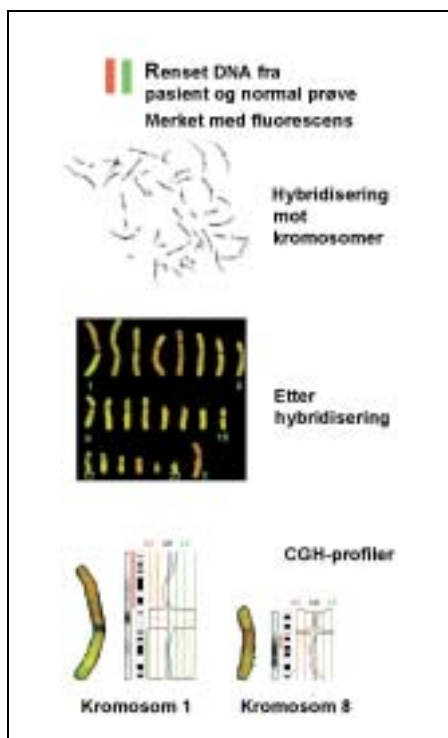 Renset DNA fra
pasient og normal prøve
Merket med fluorescens
Hybridisering
mot
kromosomer
Etter
hybridisering
CGH-profiler
Kromosom 1
Kromosom 8